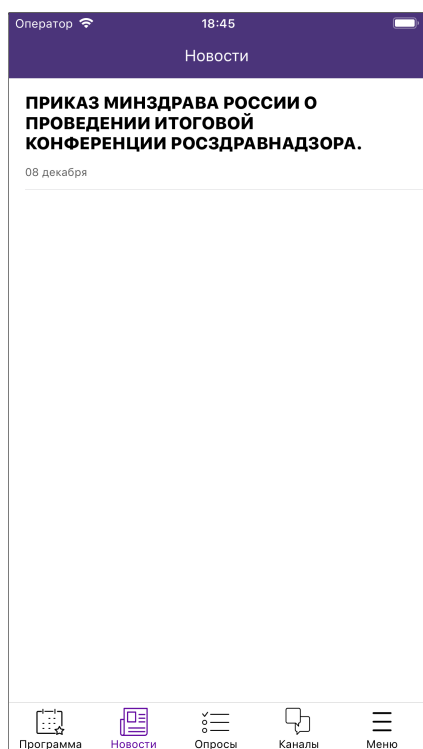 Оператор 18:45
Новости
ПРИКАЗ МИНЗДРАВА РОССИИ О
ПРОВЕДЕНИИ ИТОГОВОЙ
КОНФЕРЕНЦИИ РОСЗДРАВНАДЗОРА.
08 декабря
Программа Новости Опросы Каналы Меню